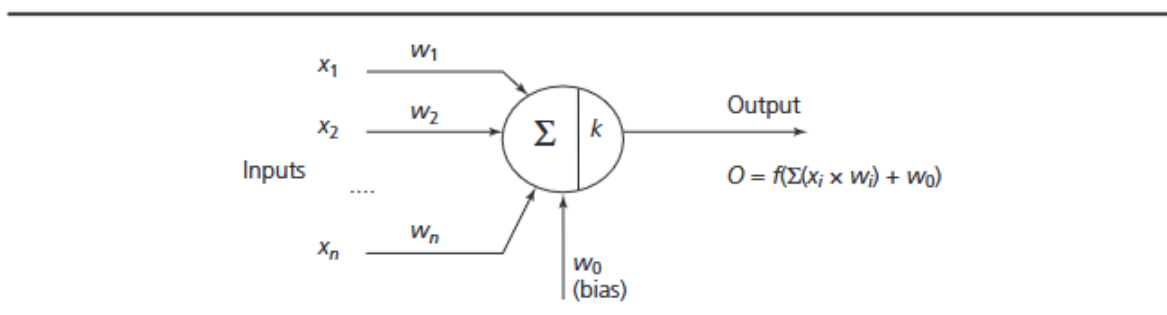 x₁ w₁
x₂ w₂
Inputs
....
xₙ wₙ
Σ k
w₀
(bias)
Output
O = f(Σ(xᵢ × wᵢ) + w₀)